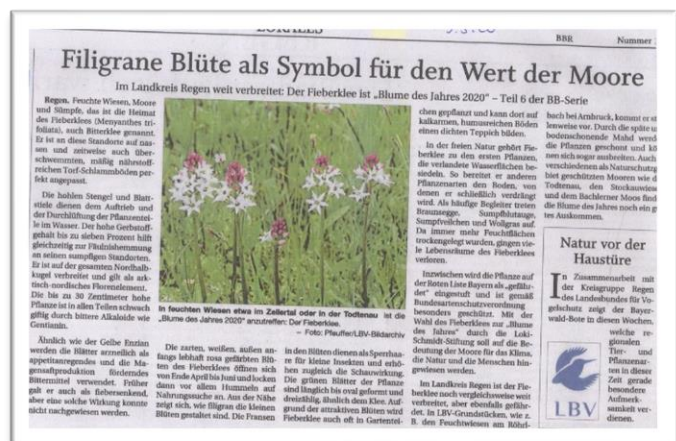 LOKALES
BBR
Nummer
Filigrane Blüte als Symbol für den Wert der Moore
Im Landkreis Regen weit verbreitet: Der Fieberklee ist „Blume des Jahres 2020“ – Teil 6 der BB-Serie
Regen. Feuchte Wiesen, Moore
und Sümpfe, das ist die Heimat
des Fieberklees (Menyanthes tri-
foliata), auch Bitterklee genannt.
Er ist an diese Standorte auf nas-
sen und zeitweise auch über-
schwemmten, mäßig nährstoff-
reichen Torf-Schlammböden per-
fekt angepasst.
Die hohlen Stengel und Blatt-
stiele dienen dem Auftrieb und
der Durchlüftung der Pflanzentei-
le im Wasser. Der hohe Gerbstoff-
gehalt bis zu sieben Prozent hilft
gleichzeitig zur Fäulnishemmung
an seinen sumpfigen Standorten.
Er ist auf der gesamten Nordhalb-
kugel verbreitet und gilt als ark-
tisch-nordisches Florenelement.
Die bis zu 30 Zentimeter hohe
Pflanze ist in allen Teilen schwach
giftig durch bittere Alkaloide wie
Gentianin.
Ähnlich wie der Gelbe Enzian
werden die Blätter arzneilich als
appetitanregendes und die Ma-
gensaftproduktion förderndes
Bittermittel verwendet. Früher
galt er auch als fiebersenkend,
aber eine solche Wirkung konnte
nicht nachgewiesen werden.
In feuchten Wiesen etwa im Zellertal oder in der Todtenau ist die
„Blume des Jahres 2020“ anzutreffen: Der Fieberklee.
– Foto: Pfeuffer/LBV-Bildarchiv
Die zarten, weißen, außen an-
fangs lebhaft rosa gefärbten Blü-
ten des Fieberklees öffnen sich
von Ende April bis Juni und locken
dann vor allem Hummeln auf
Nahrungssuche an. Aus der Nähe
zeigt sich, wie filigran die kleinen
Blüten gestaltet sind. Die Fransen
in den Blüten dienen als Sperrhaa-
re für kleine Insekten und erhö-
hen zugleich die Schauwirkung.
Die grünen Blätter der Pflanze
sind länglich bis oval geformt und
dreizählig, ähnlich dem Klee. Auf-
grund der attraktiven Blüten wird
Fieberklee auch oft in Gartentei-
chen gepflanzt und kann dort auf
kalkarmen, humusreichen Böden
einen dichten Teppich bilden.
In der freien Natur gehört Fie-
berklee zu den ersten Pflanzen,
die verlandete Wasserflächen be-
siedeln. So bereitet er anderen
Pflanzenarten den Boden, von
denen er schließlich verdrängt
wird. Als häufige Begleiter treten
Braunsegge, Sumpfblutauge,
Sumpfveilchen und Wollgras auf.
Da immer mehr Feuchtflächen
trockengelegt wurden, gingen vie-
le Lebensräume des Fieberklees
verloren.
Inzwischen wird die Pflanze auf
der Roten Liste Bayern als „gefähr-
det“ eingestuft und ist gemäß
Bundesartenschutzverordnung
besonders geschützt. Mit der
Wahl des Fieberklees zur „Blume
des Jahres“ durch die Loki-
Schmidt-Stiftung soll auf die Be-
deutung der Moore für das Klima,
die Natur und die Menschen hin-
gewiesen werden.
Im Landkreis Regen ist der Fie-
berklee noch vergleichsweise weit
verbreitet, aber ebenfalls gefähr-
det. In LBV-Grundstücken, wie z.
B. den Feuchtwiesen am Röhrl-
bach bei Arnbruck, kommt er st
lenweise vor. Durch die späte u
bodenschonende Mahd werd
die Pflanzen geschont und kö
nen sich sogar ausbreiten. Auch
verschiedenen als Naturschutzg
biet geschützten Mooren wie d
Todtenau, den Stockauwiese
und dem Bachlerner Moos find
die Blume des Jahres noch ein g
tes Auskommen.
Natur vor der
Haustüre
In Zusammenarbeit mit
der Kreisgruppe Regen
des Landesbundes für Vo-
gelschutz zeigt der Bayer-
wald-Bote in diesen Wochen,
welche re-
gionalen
Tier- und
Pflanzenar-
ten in dieser
Zeit gerade
besondere
Aufmerk-
samkeit ver-
dienen.
LBV